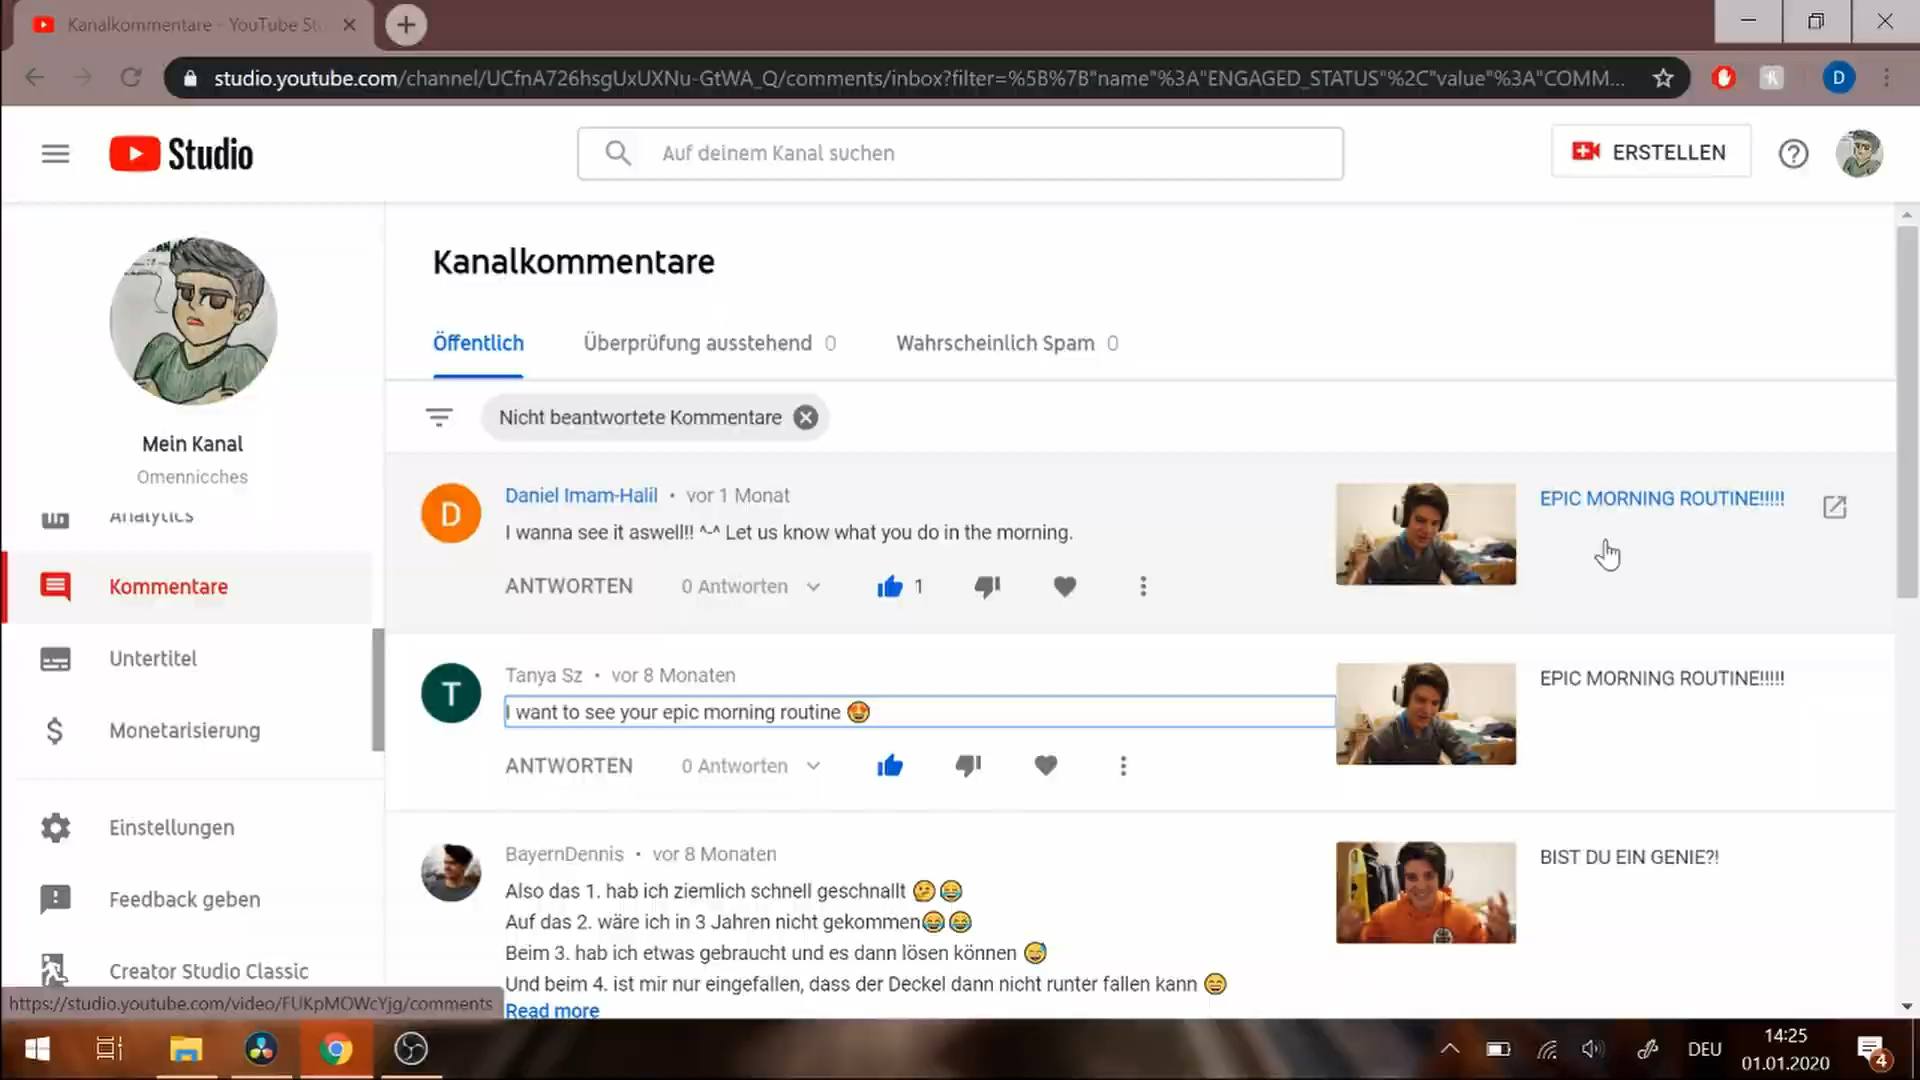 Kanalkommentare - YouTube St
studio.youtube.com/channel/UCfnA726hsgUxUXNu-GtWA_Q/comments/inbox?filter=%5B%7B"name"%3A"ENGAGED_STATUS"%2C"value"%3A"COMM...
D
Studio
Auf deinem Kanal suchen
ERSTELLEN
Mein Kanal
Omennicches
Analytics
Kommentare
Untertitel
Monetarisierung
Einstellungen
Feedback geben
Creator Studio Classic
https://studio.youtube.com/video/FUKpMOWcYjg/comments
Kanalkommentare
Öffentlich
Überprüfung ausstehend 0
Wahrscheinlich Spam 0
Nicht beantwortete Kommentare
D
Daniel Imam-Halil • vor 1 Monat
I wanna see it aswell!! ^-^ Let us know what you do in the morning.
ANTWORTEN 0 Antworten 1
EPIC MORNING ROUTINE!!!!!
T
Tanya Sz • vor 8 Monaten
I want to see your epic morning routine 😍
ANTWORTEN 0 Antworten
EPIC MORNING ROUTINE!!!!!
BayernDennis • vor 8 Monaten
Also das 1. hab ich ziemlich schnell geschnallt 🤔😂
Auf das 2. wäre ich in 3 Jahren nicht gekommen😂😂
Beim 3. hab ich etwas gebraucht und es dann lösen können 😅
Und beim 4. ist mir nur eingefallen, dass der Deckel dann nicht runter fallen kann 😄
Read more
BIST DU EIN GENIE?!
DEU
14:25
01.01.2020
4